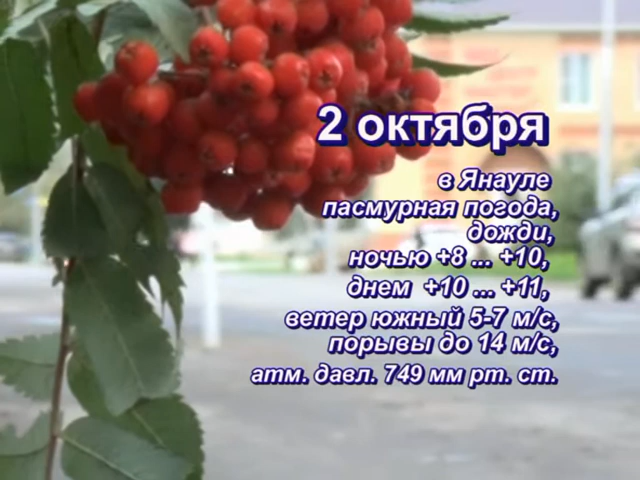 2 октября
в Янауле
пасмурная погода,
дожди,
ночью +8 ... +10,
днем +10 ... +11,
ветер южный 5-7 м/с,
порывы до 14 м/с,
атм. давл. 749 мм рт. ст.